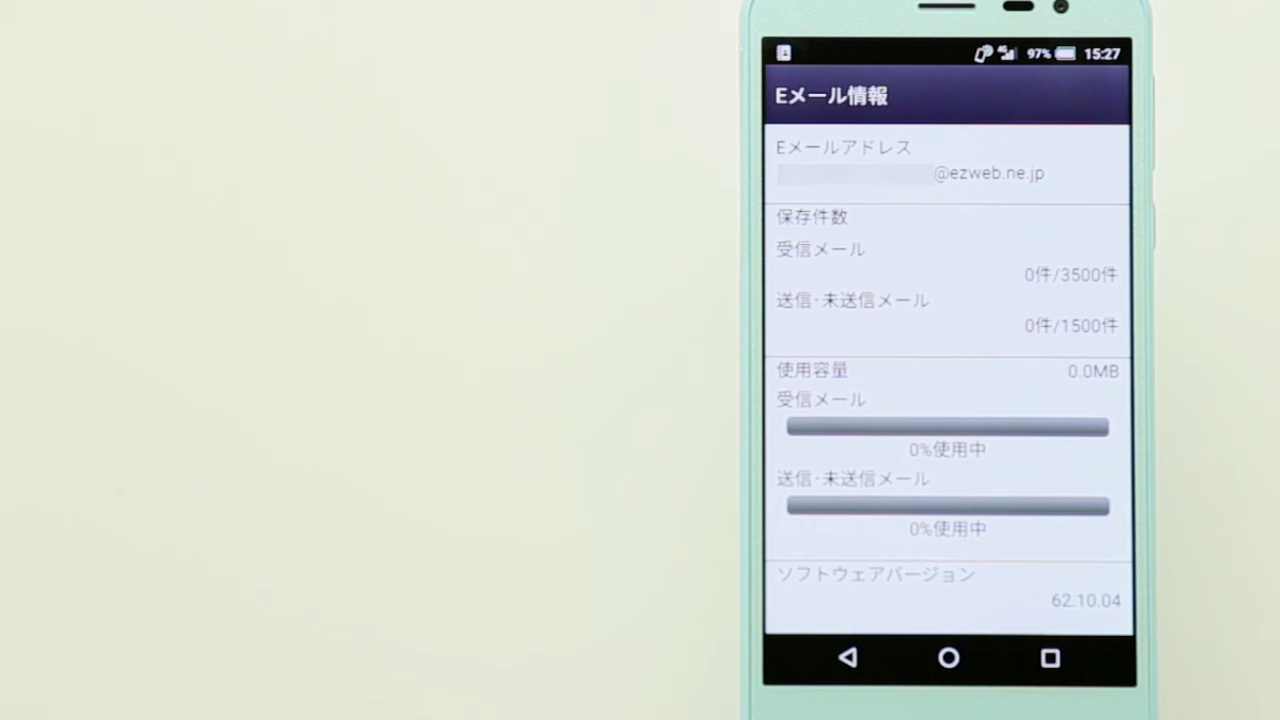 97% 15:27
Eメール情報
Eメールアドレス
@ezweb.ne.jp
保存件数
受信メール
0件/3500件
送信･未送信メール
0件/1500件
使用容量 0.0MB
受信メール
0%使用中
送信･未送信メール
0%使用中
ソフトウェアバージョン
62.10.04